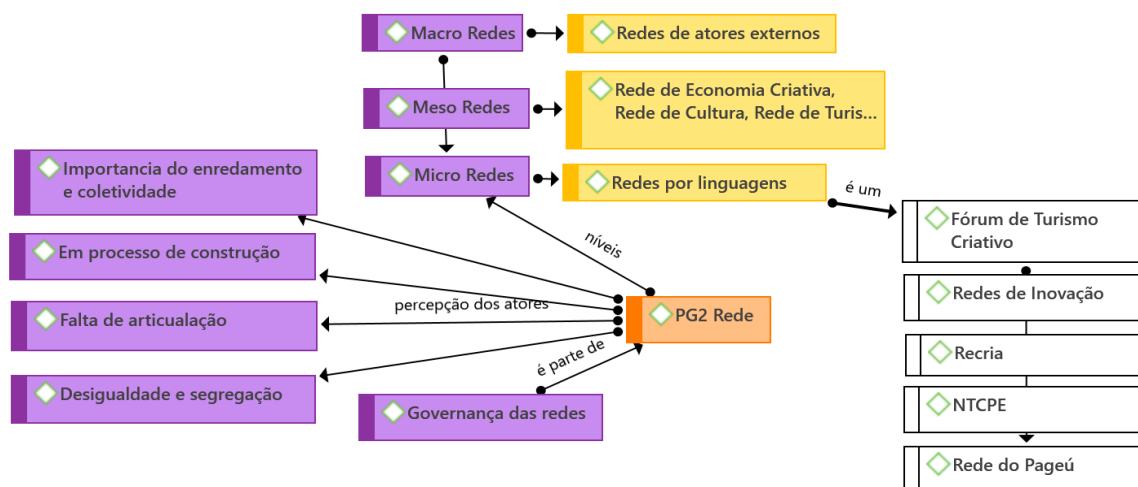 Macro Redes
Redes de atores externos
Meso Redes
Rede de Economia Criativa,
Rede de Cultura, Rede de Turis...
Micro Redes
Redes por linguagens
é um
Importancia do enredamento
e coletividade
Fórum de Turismo
Criativo
Em processo de construção
níveis
Redes de Inovação
percepção dos atores
PG2 Rede
Falta de articualação
é parte de
Recria
Desigualdade e segregação
Governança das redes
NTCPE
Rede do Pageú